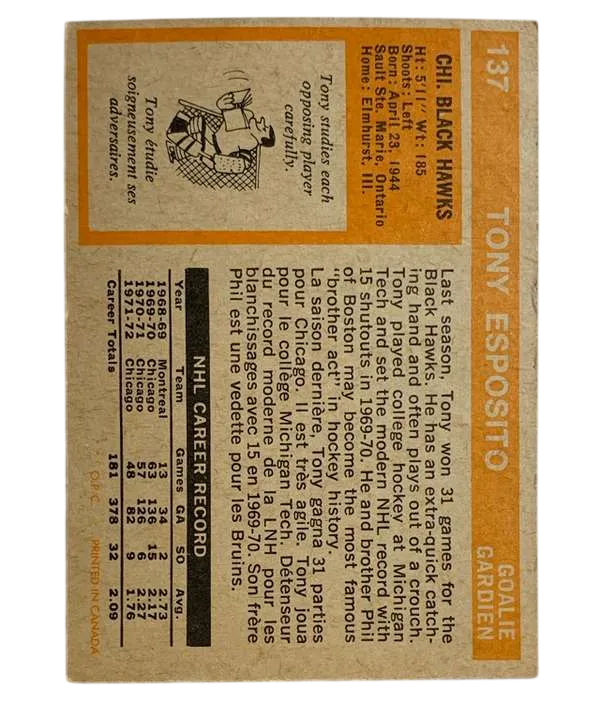 137 TONY ESPOSITO GOALIE
GARDIEN
CHI. BLACK HAWKS
Ht: 5'11" Wt: 185
Shoots: Left
Born: April 23, 1944
Sault Ste. Marie, Ontario
Home: Elmhurst, Ill.
Tony studies each
opposing player
carefully.
Tony étudie
soigneusement ses
adversaires.
Last season, Tony won 31 games for the
Black Hawks. He has an extra-quick catch-
ing hand and often plays out of a crouch.
Tony played college hockey at Michigan
Tech and set the modern NHL record with
15 shutouts in 1969-70. He and brother Phil
of Boston may become the most famous
"brother act' in hockey history.
La saison dernière, Tony gagna 31 parties
pour Chicago. Il est très agile. Tony joua
pour le collège Michigan Tech. Détenseur
du record moderne de la LNH pour les
blanchissages avec 15 en 1969-70. Son frère
Phil est une vedette pour les Bruins.
NHL CAREER RECORD
Year Team Games GA SO Avg.
1968-69 Montreal 13 34 2 2.73
1969-70 Chicago 63 136 15 2.17
1970-71 Chicago 57 126 6 2.27
1971-72 Chicago 48 82 9 1.76
Career Totals 181 378 32 2.09
O.P.C. PRINTED IN CANADA